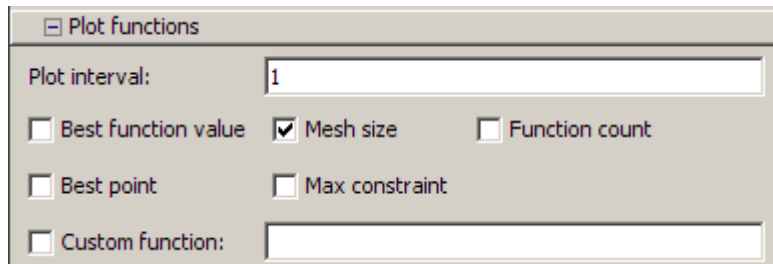 Plot functions
Plot interval: 1
Best function value Mesh size Function count
Best point Max constraint
Custom function: